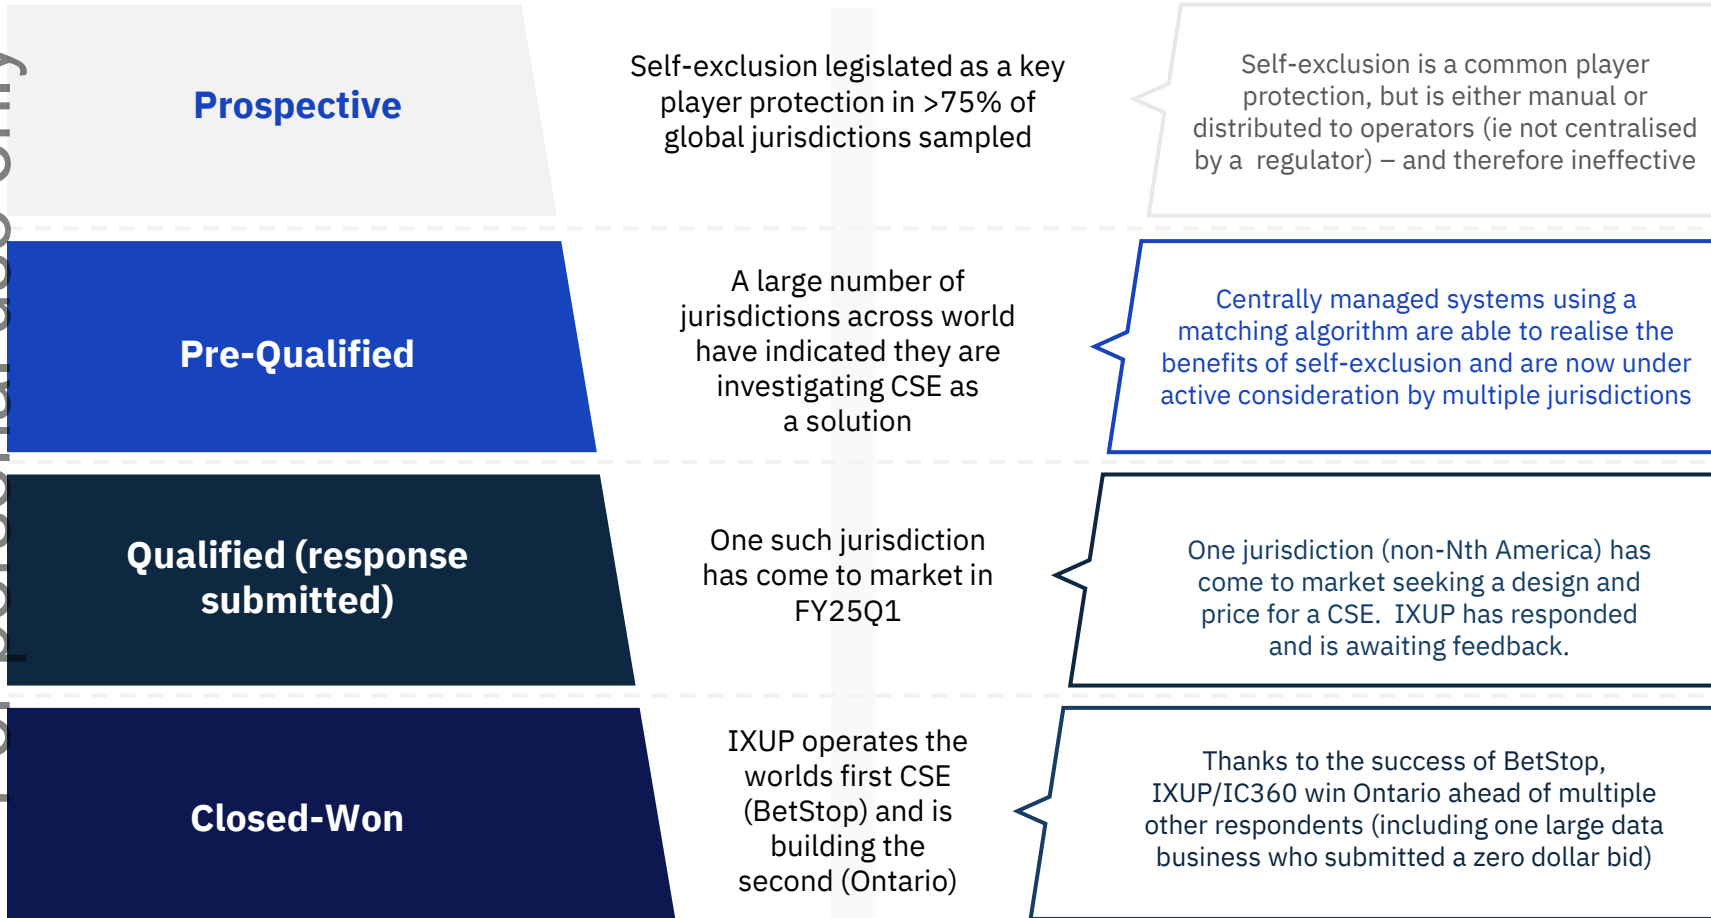 Prospective
Self-exclusion legislated as a key
player protection in >75% of
global jurisdictions sampled
Self-exclusion is a common player
protection, but is either manual or
distributed to operators (ie not centralised
by a regulator) – and therefore ineffective
Pre-Qualified
A large number of
jurisdictions across world
have indicated they are
investigating CSE as
a solution
Centrally managed systems using a
matching algorithm are able to realise the
benefits of self-exclusion and are now under
active consideration by multiple jurisdictions
Qualified (response
submitted)
One such jurisdiction
has come to market in
FY25Q1
One jurisdiction (non-Nth America) has
come to market seeking a design and
price for a CSE. IXUP has responded
and is awaiting feedback.
Closed-Won
IXUP operates the
worlds first CSE
(BetStop) and is
building the
second (Ontario)
Thanks to the success of BetStop,
IXUP/IC360 win Ontario ahead of multiple
other respondents (including one large data
business who submitted a zero dollar bid)